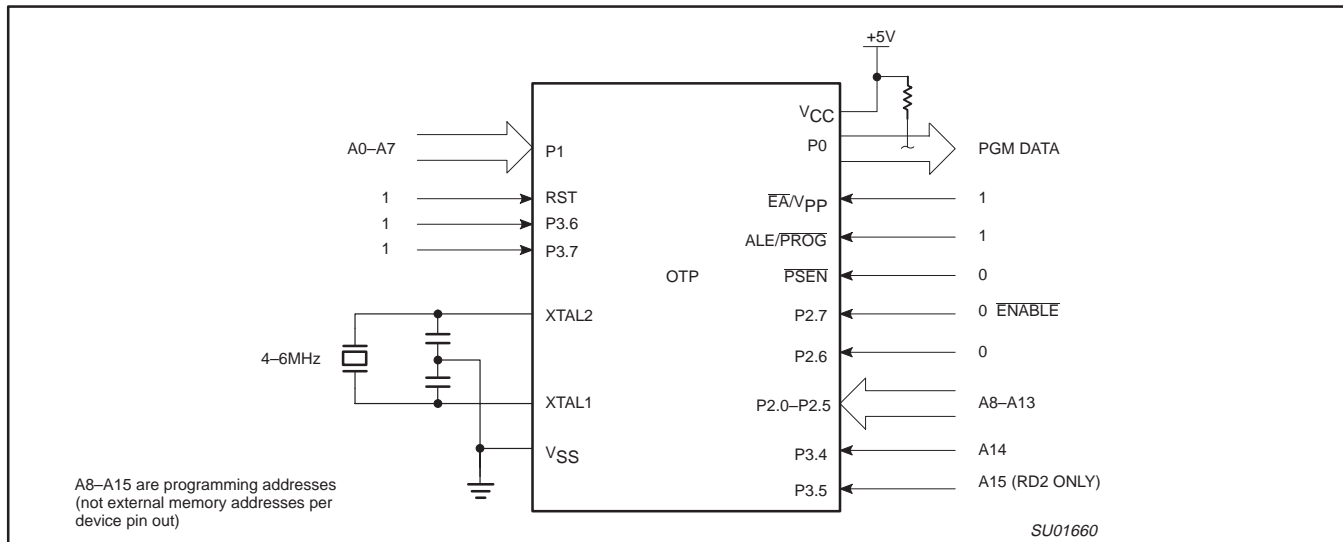 +5V
VCC
A0–A7
P1
P0
PGM DATA
1
RST
EA/VPP
1
1
P3.6
ALE/PROG
1
1
P3.7
OTP
PSEN
0
XTAL2
P2.7
0 ENABLE
4–6MHz
P2.6
0
XTAL1
P2.0–P2.5
A8–A13
VSS
P3.4
A14
P3.5
A15 (RD2 ONLY)
A8–A15 are programming addresses
(not external memory addresses per
device pin out)
SU01660